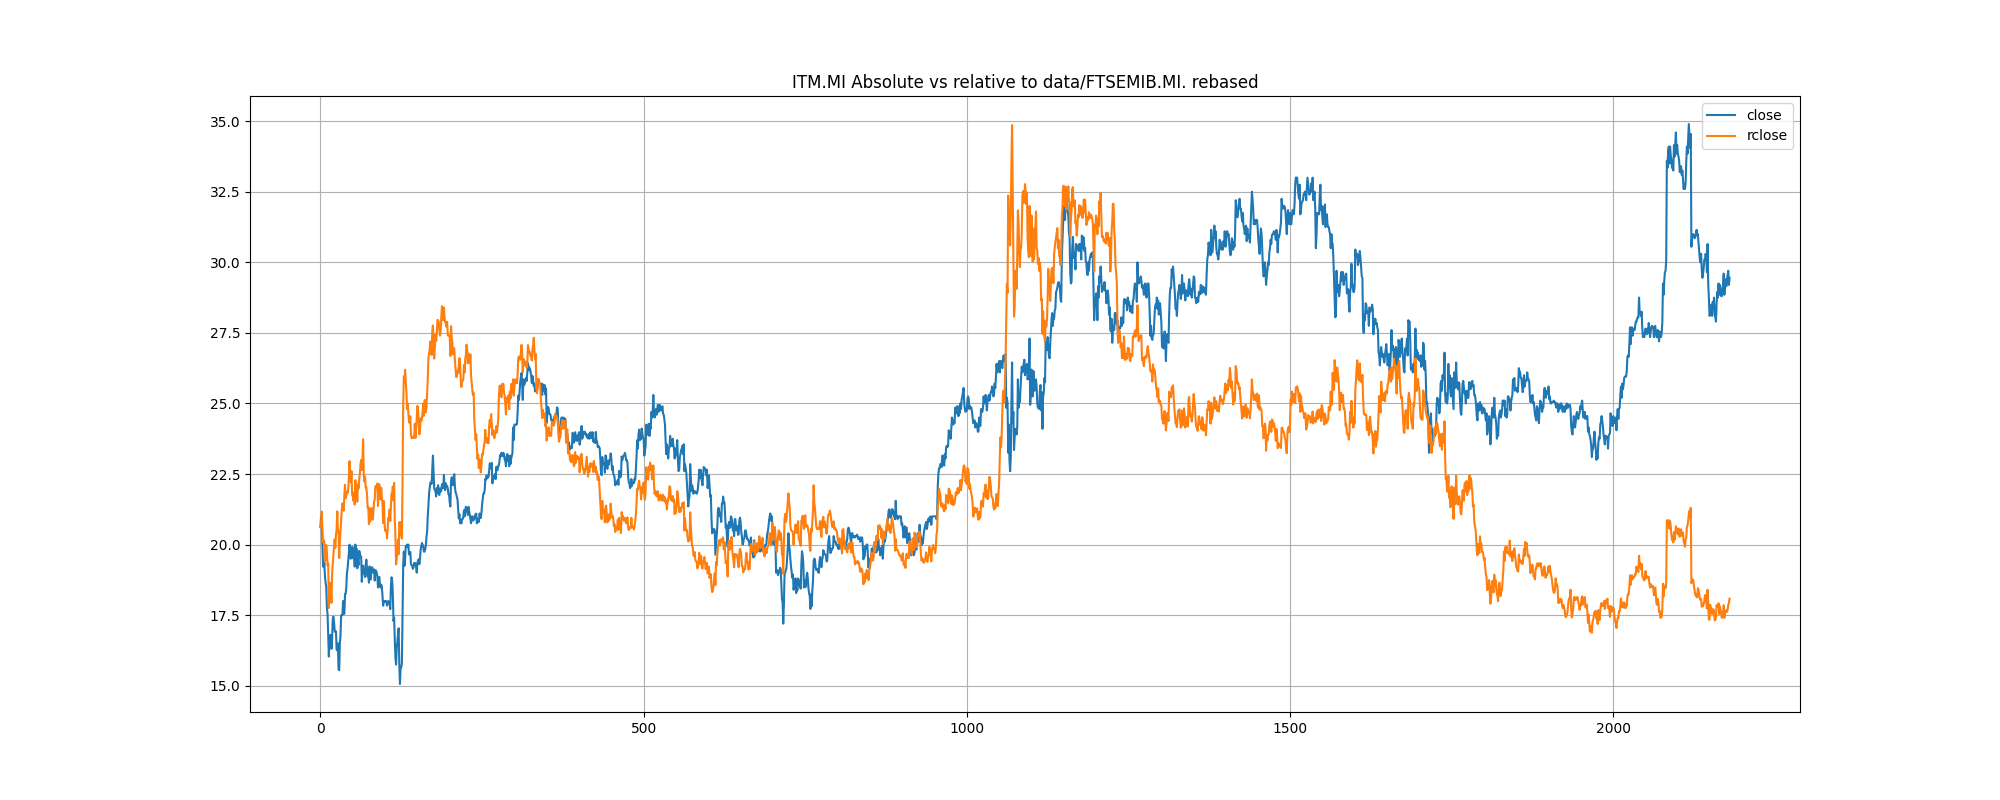 ITM.MI Absolute vs relative to data/FTSEMIB.MI. rebased
close
rclose
35.0
32.5
30.0
27.5
25.0
22.5
20.0
17.5
15.0
0 500 1000 1500 2000